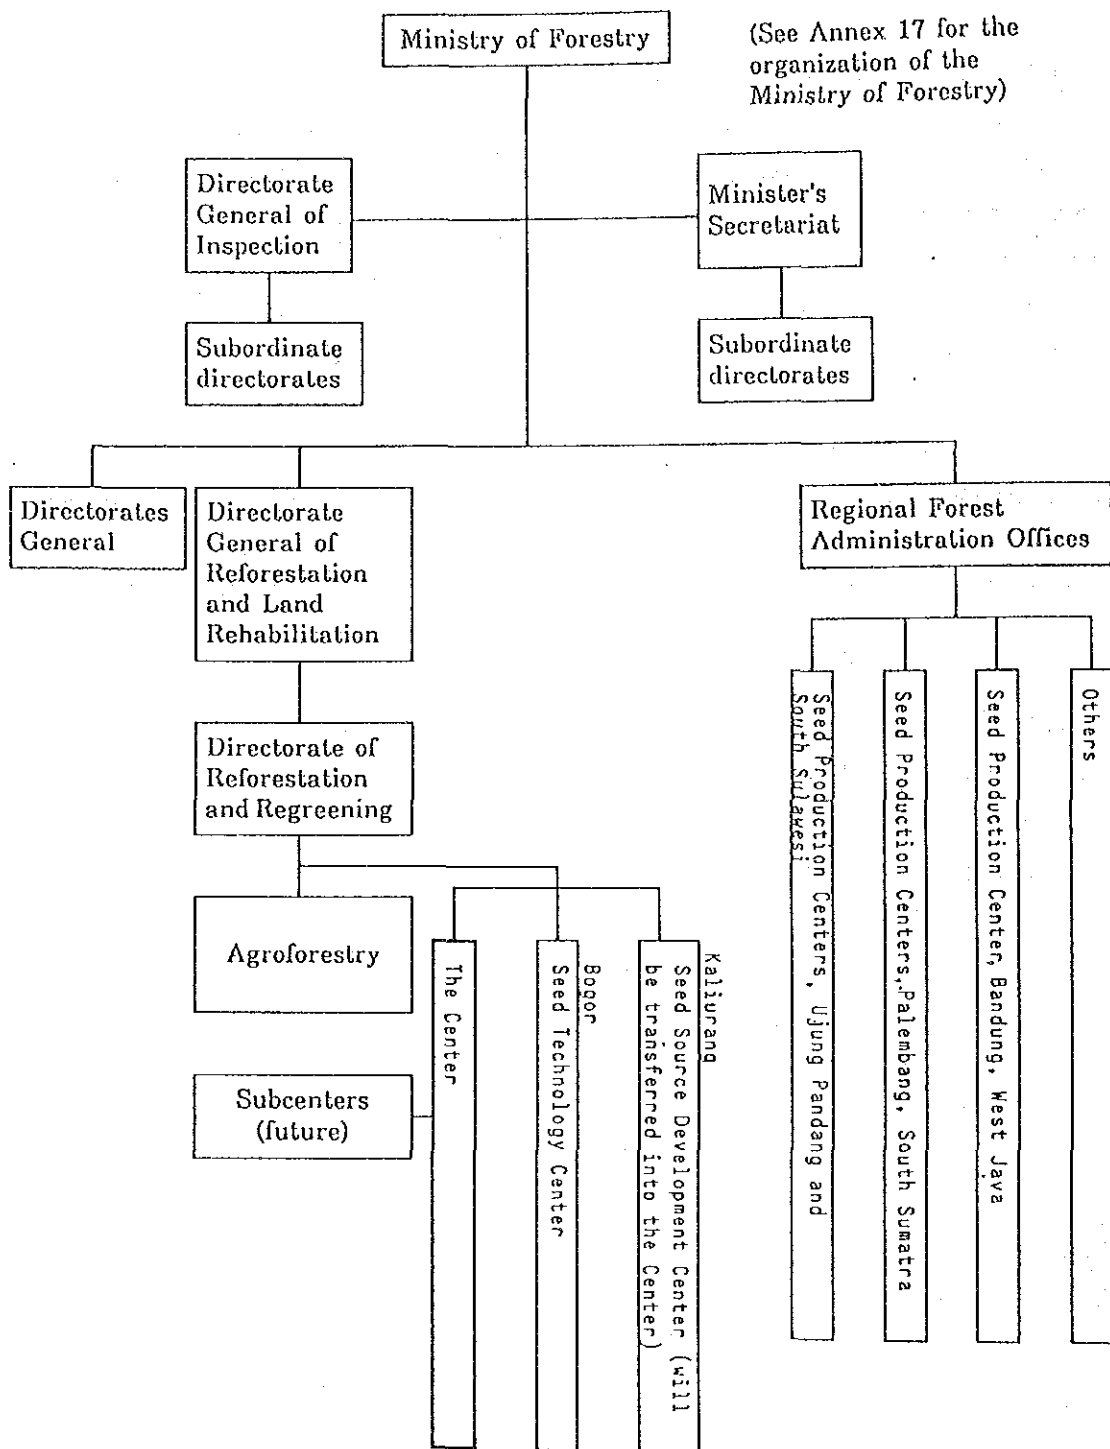 Ministry of Forestry
(See Annex 17 for the
organization of the
Ministry of Forestry)
Directorate
General of
Inspection
Minister's
Secretariat
Subordinate
directorates
Subordinate
directorates
Directorates
General
Directorate
General of
Reforestation
and Land
Rehabilitation
Regional Forest
Administration Offices
Directorate of
Reforestation
and Regreening
Agroforestry
Subcenters
(future)
The Center
Bogor
Seed Technology Center
Kaliurang
Seed Source Development Center (will
be transferred into the Center)
Seed Production Centers, Ujung Pandang and
South Sulawesi
Seed Production Centers, Palembang, South Sumatra
Seed Production Center, Bandung, West Java
Others